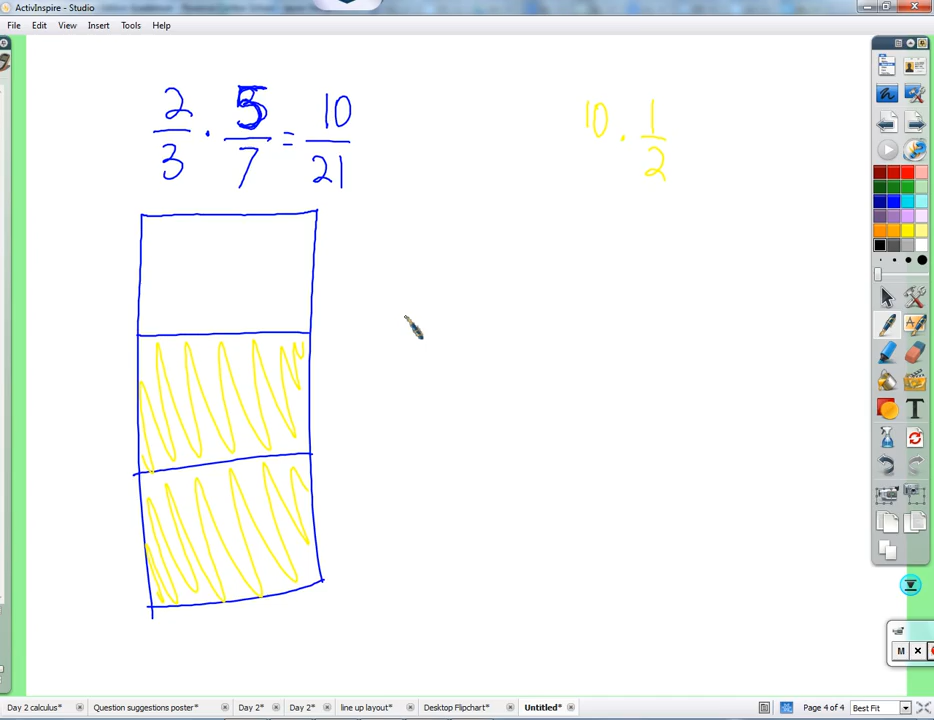 ActivInspire - Studio
File Edit View Insert Tools Help
2/3 · 5/7 = 10/21
10 · 1/2
M
Day 2 calculus* Question suggestions poster* Day 2* Day 2* line up layout* Desktop Flipchart* Untitled* Page 4 of 4 Best Fit